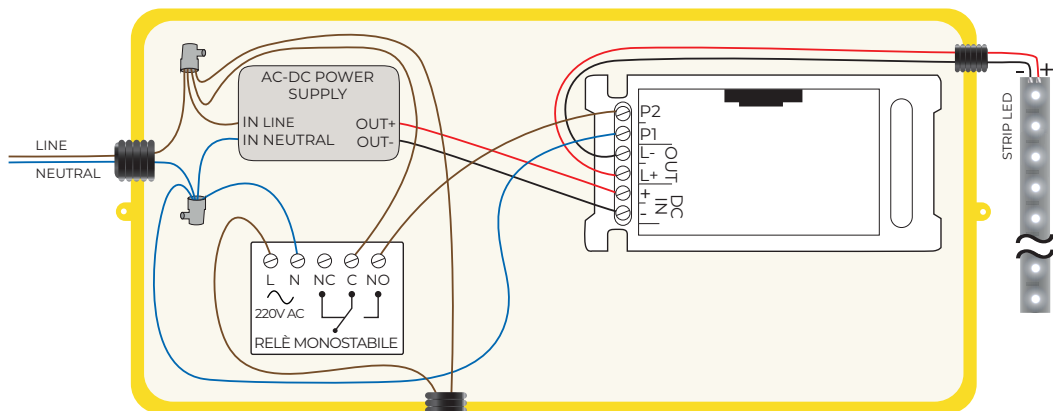 LINE
NEUTRAL
AC-DC POWER
SUPPLY
IN LINE
IN NEUTRAL
OUT+
OUT-
L
N
NC
C
NO
220V AC
RELÈ MONOSTABILE
P2
P1
L-
L+
OUT
+
-
DC
IN
-
+
STRIP LED